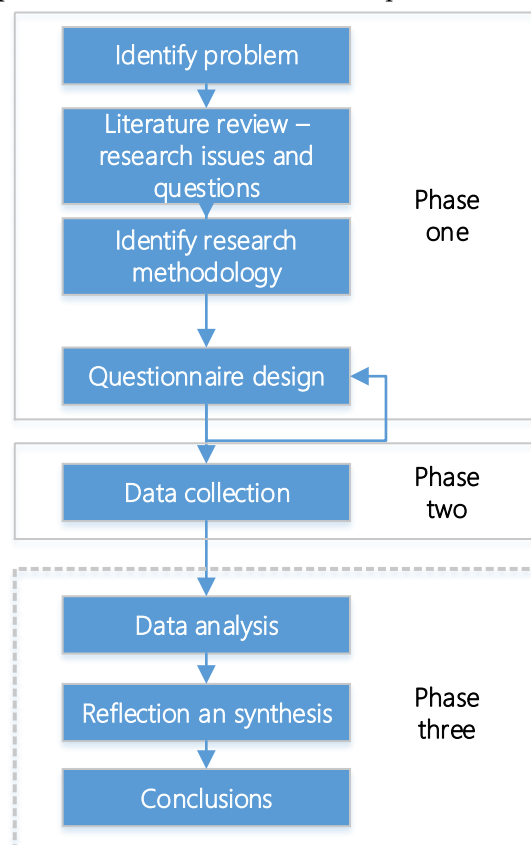 Identify problem
Literature review –
research issues and
questions
Identify research
methodology
Phase
one
Questionnaire design
Data collection
Phase
two
Data analysis
Reflection an synthesis
Phase
three
Conclusions